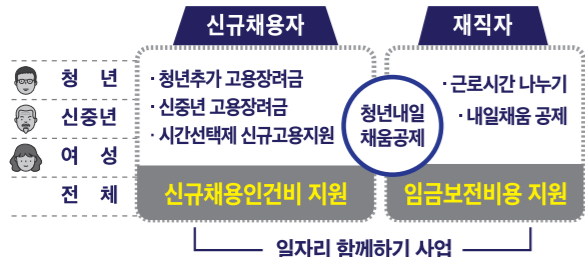 신규채용자
재직자
청 년
신중년
여 성
전 체
· 청년추가 고용장려금
· 신중년 고용장려금
· 시간선택제 신규고용지원
청년내일
채움공제
· 근로시간 나누기
· 내일채움 공제
신규채용인건비 지원
임금보전비용 지원
일자리 함께하기 사업